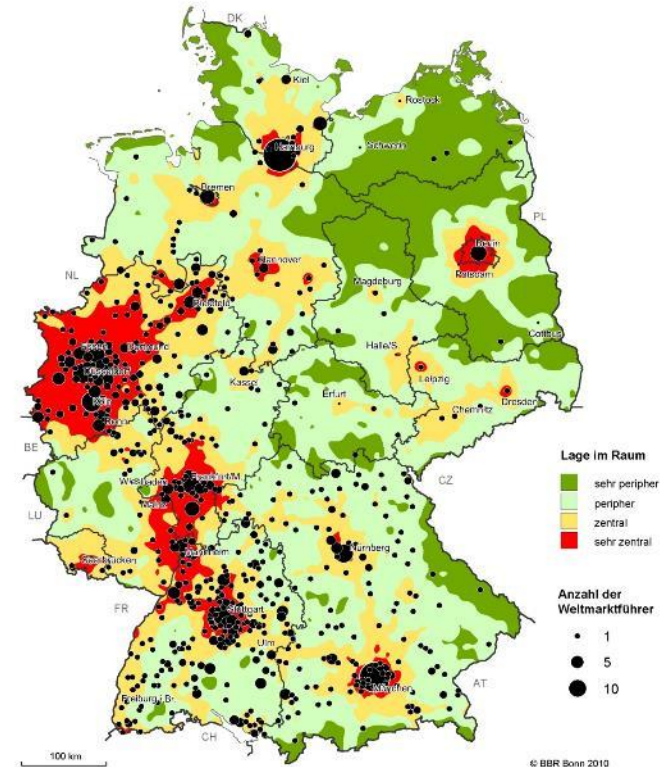 DK
Kiel
Rostock
Hamburg
Schwerin
Bremen
PL
NL
Hannover
Berlin
Potsdam
Bielefeld
Magdeburg
Essen
Dortmund
Düsseldorf
Halle/S
Cottbus
Kassel
Leipzig
Köln
Erfurt
Dresden
Bonn
Chemnitz
BE
Wiesbaden
Frankfurt/M.
CZ
Mainz
LU
Mannheim
Nürnberg
Saarbrücken
FR
Stuttgart
Ulm
München
AT
Freiburg i.Br.
CH
Lage im Raum
sehr peripher
peripher
zentral
sehr zentral
Anzahl der
Weltmarktführer
1
5
10
100 km
© BBR Bonn 2010